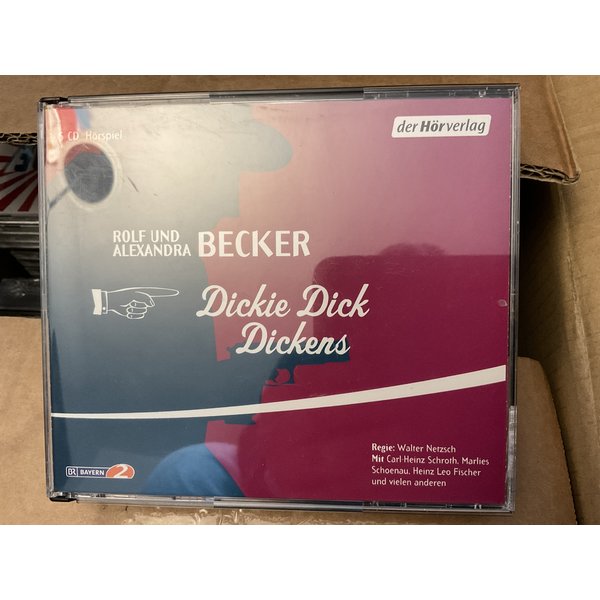 6 CD Hörspiel
der Hörverlag
ROLF UND
ALEXANDRA BECKER
Dickie Dick
Dickens
Regie: Walter Netzsch
Mit Carl-Heinz Schroth, Marlies
Schoenau, Heinz Leo Fischer
und vielen anderen
BR BAYERN 2